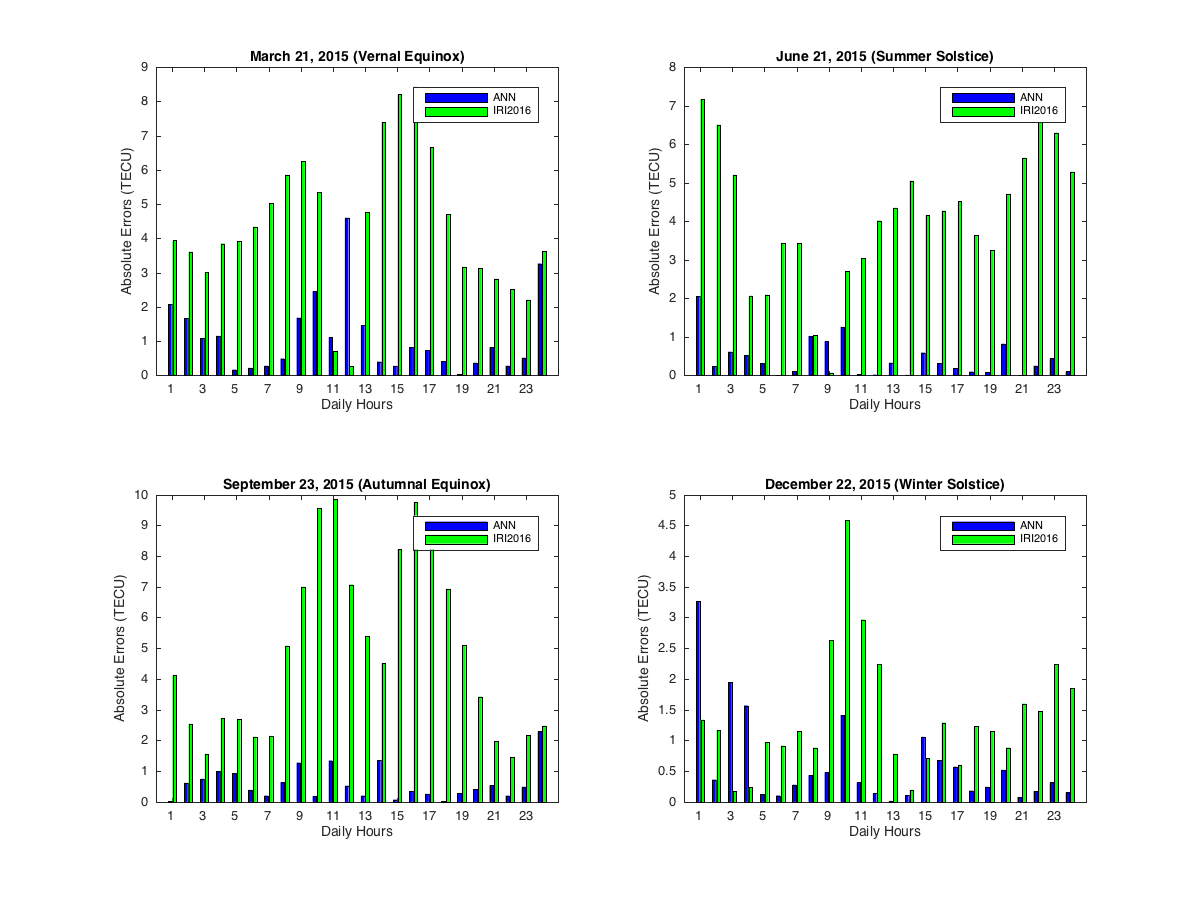 March 21, 2015 (Vernal Equinox)
9
8
7
6
5
4
3
2
1
0
Absolute Errors (TECU)
ANN
IRI2016
1 3 5 7 9 11 13 15 17 19 21 23
Daily Hours
June 21, 2015 (Summer Solstice)
8
7
6
5
4
3
2
1
0
Absolute Errors (TECU)
ANN
IRI2016
1 3 5 7 9 11 13 15 17 19 21 23
Daily Hours
September 23, 2015 (Autumnal Equinox)
10
9
8
7
6
5
4
3
2
1
0
Absolute Errors (TECU)
ANN
IRI2016
1 3 5 7 9 11 13 15 17 19 21 23
Daily Hours
December 22, 2015 (Winter Solstice)
5
4.5
4
3.5
3
2.5
2
1.5
1
0.5
0
Absolute Errors (TECU)
ANN
IRI2016
1 3 5 7 9 11 13 15 17 19 21 23
Daily Hours